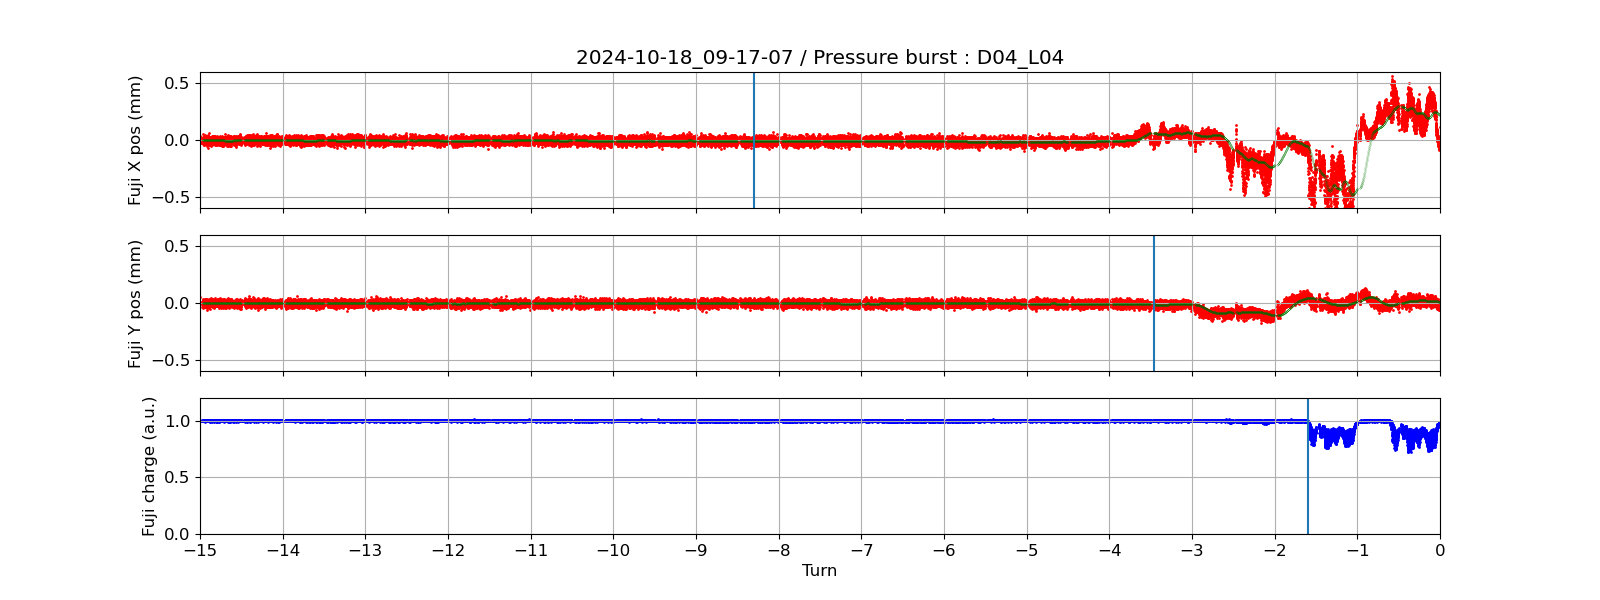 2024-10-18_09-17-07 / Pressure burst : D04_L04
Fuji X pos (mm)
0.5
0.0
−0.5
Fuji Y pos (mm)
0.5
0.0
−0.5
Fuji charge (a.u.)
1.0
0.5
0.0
−15 −14 −13 −12 −11 −10 −9 −8 −7 −6 −5 −4 −3 −2 −1 0
Turn